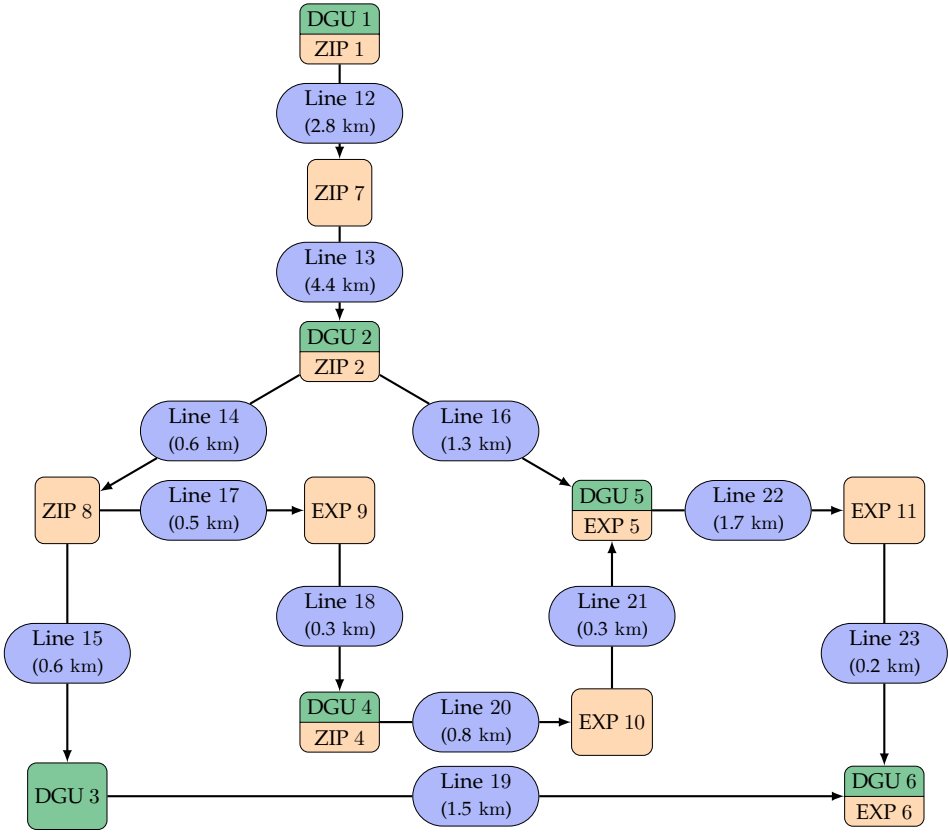 DGU 1
ZIP 1
Line 12
(2.8 km)
ZIP 7
Line 13
(4.4 km)
DGU 2
ZIP 2
Line 14
(0.6 km)
Line 16
(1.3 km)
ZIP 8
Line 17
(0.5 km)
EXP 9
DGU 5
EXP 5
Line 22
(1.7 km)
EXP 11
Line 18
(0.3 km)
Line 21
(0.3 km)
Line 15
(0.6 km)
Line 23
(0.2 km)
DGU 4
ZIP 4
Line 20
(0.8 km)
EXP 10
DGU 3
Line 19
(1.5 km)
DGU 6
EXP 6